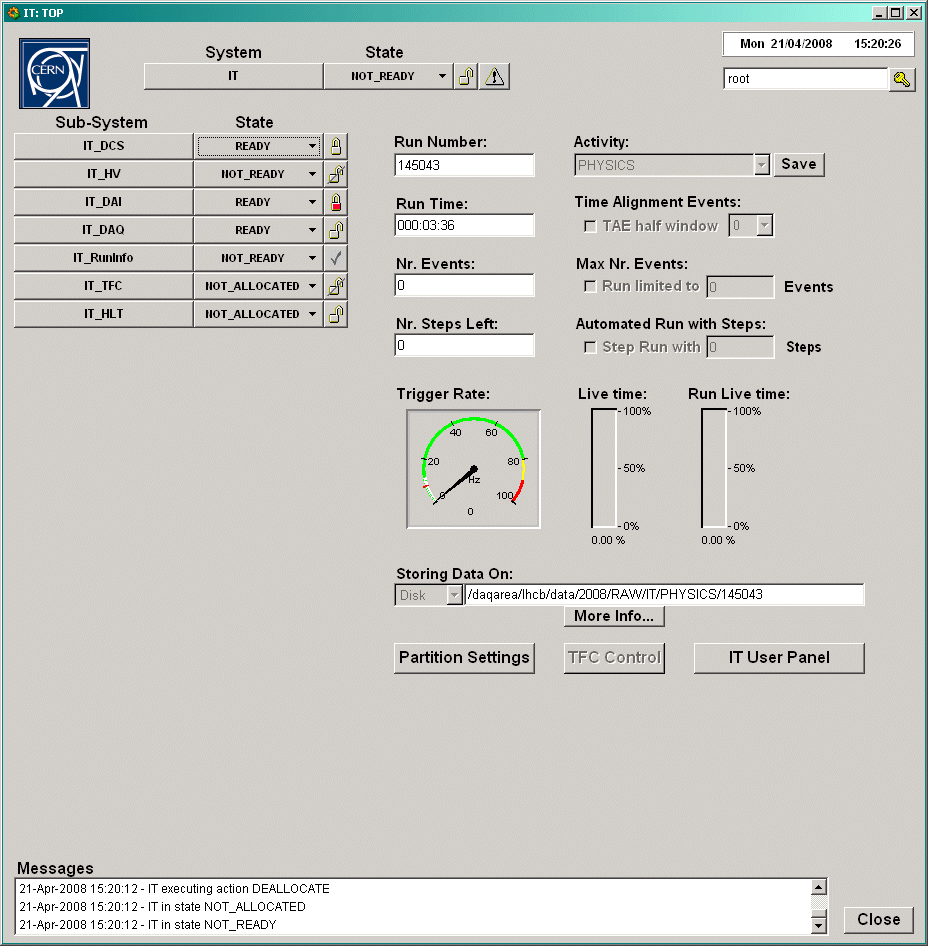 IT: TOP
CERN
System State
IT NOT_READY
Mon 21/04/2008 15:20:26
root
Sub-System State
IT_DCS READY
IT_HV NOT_READY
IT_DAI READY
IT_DAQ READY
IT_RunInfo NOT_READY
IT_TFC NOT_ALLOCATED
IT_HLT NOT_ALLOCATED
Run Number: Activity:
145043 PHYSICS Save
Run Time: Time Alignment Events:
000:03:36 TAE half window 0
Nr. Events: Max Nr. Events:
0 Run limited to 0 Events
Nr. Steps Left: Automated Run with Steps:
0 Step Run with 0 Steps
Trigger Rate: Live time: Run Live time:
0 20 40 60 80 100
Hz
0
100% 50% 0%
0.00 %
100% 50% 0%
0.00 %
Storing Data On:
Disk /daqarea/lhcb/data/2008/RAW/IT/PHYSICS/145043
More Info...
Partition Settings TFC Control IT User Panel
Messages
21-Apr-2008 15:20:12 - IT executing action DEALLOCATE
21-Apr-2008 15:20:12 - IT in state NOT_ALLOCATED
21-Apr-2008 15:20:12 - IT in state NOT_READY
Close